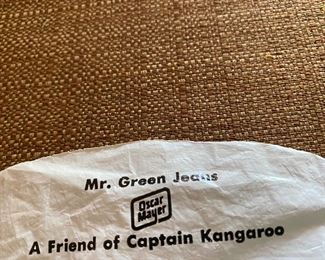 Mr. Green Jeans
Oscar
Mayer
A Friend of Captain Kangaroo